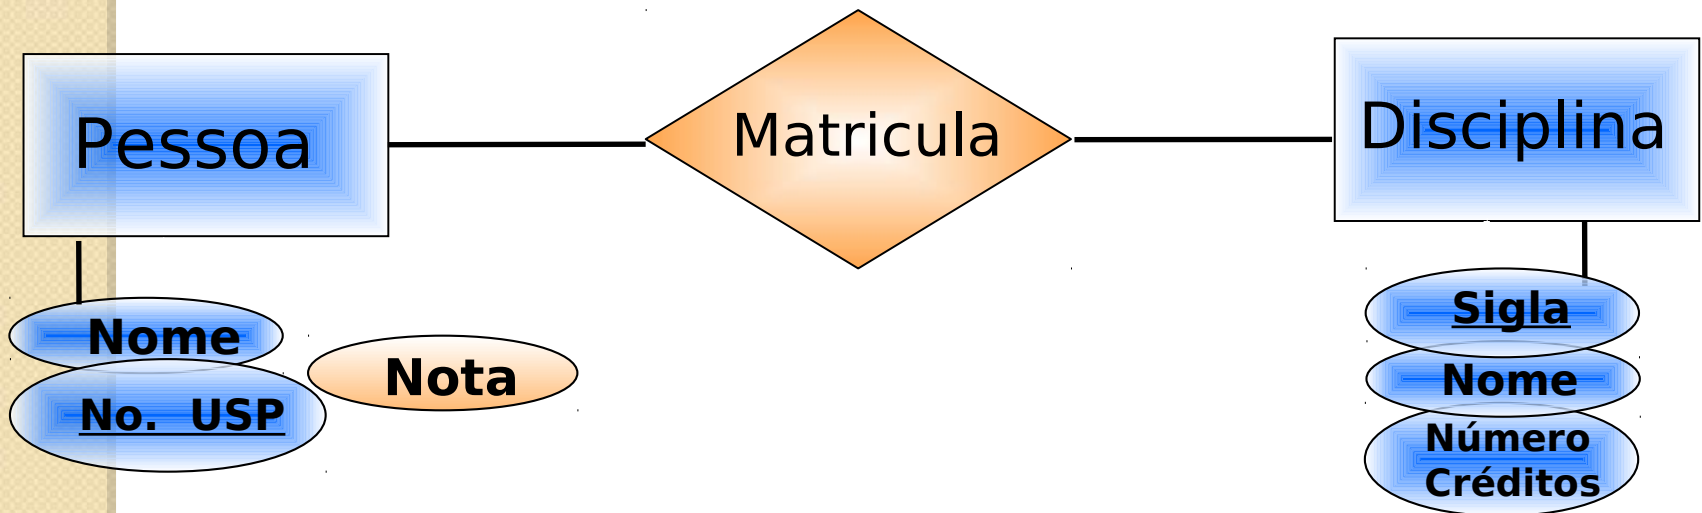 Pessoa
Matricula
Disciplina
Nome
No. USP
Nota
Sigla
Nome
Número
Créditos